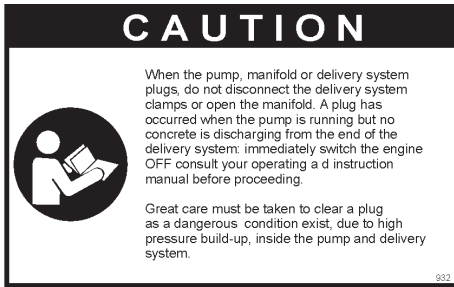 CAUTION
When the pump, manifold or delivery system
plugs, do not disconnect the delivery system
clamps or open the manifold. A plug has
occurred when the pump is running but no
concrete is discharging from the end of the
delivery system: immediately switch the engine
OFF consult your operating a d instruction
manual before proceeding.
Great care must be taken to clear a plug
as a dangerous condition exist, due to high
pressure build-up, inside the pump and delivery
system.
932